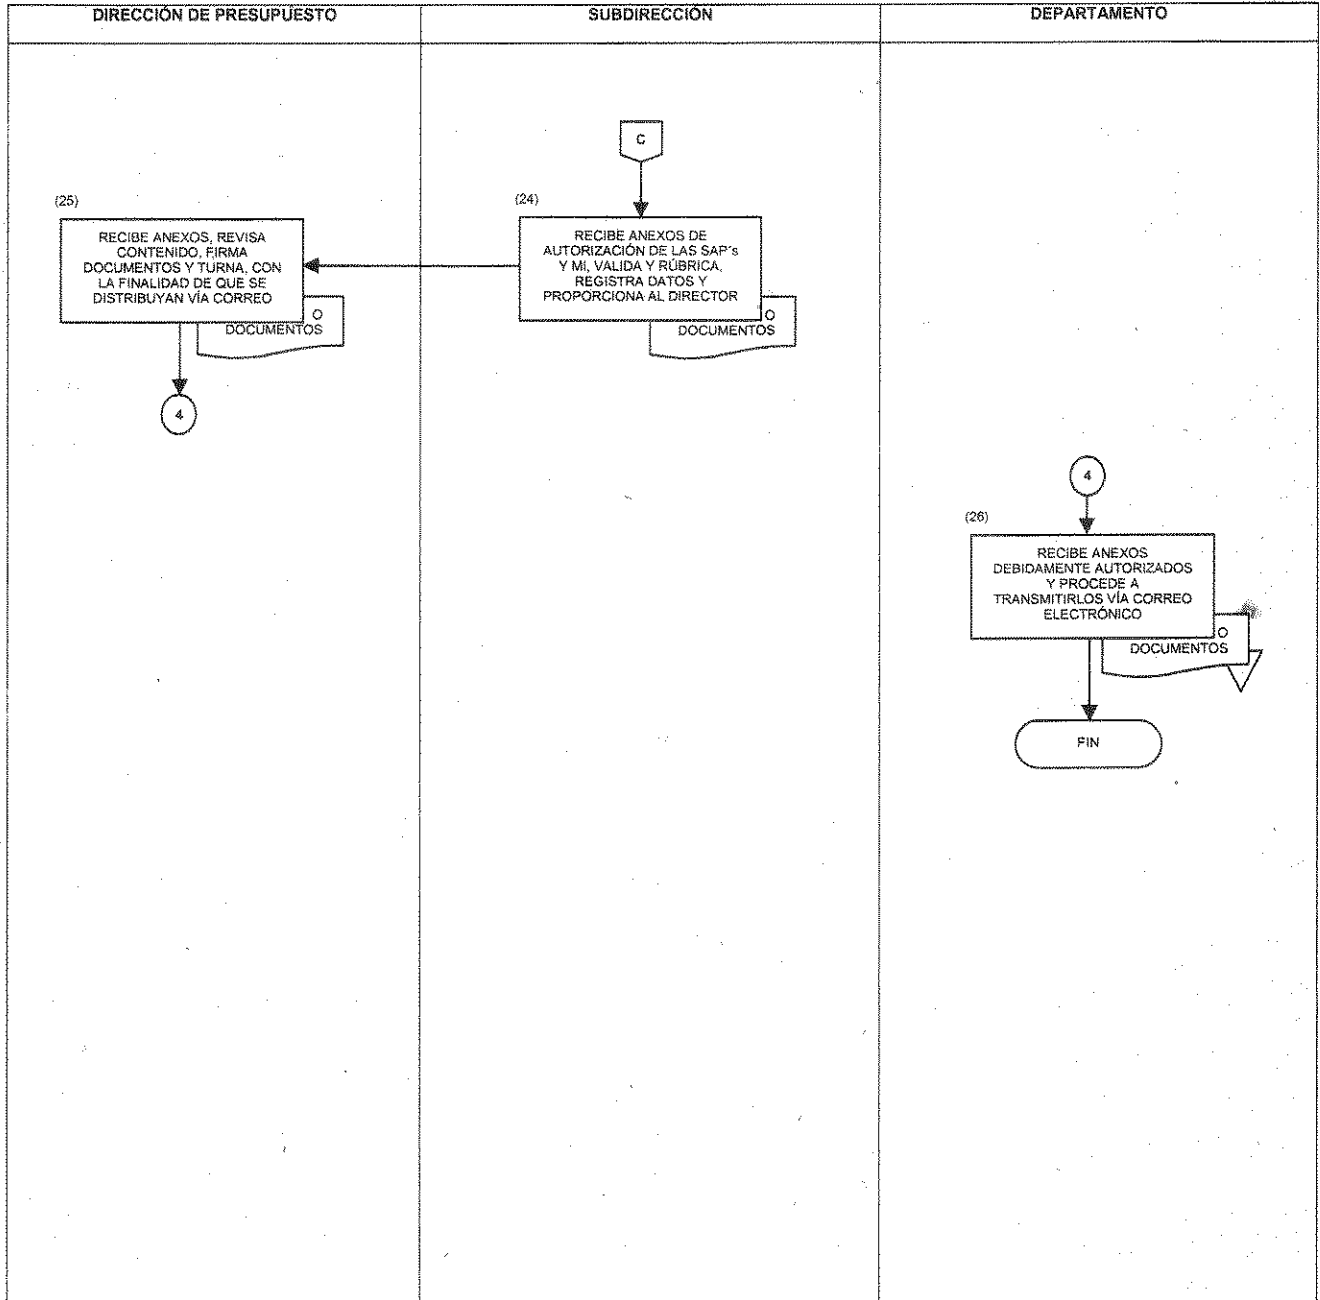 DIRECCIÓN DE PRESUPUESTO
SUBDIRECCIÓN
DEPARTAMENTO
C
(25)
RECIBE ANEXOS, REVISA
CONTENIDO, FIRMA
DOCUMENTOS Y TURNA, CON
LA FINALIDAD DE QUE SE
DISTRIBUYAN VÍA CORREO
O
DOCUMENTOS
4
(24)
RECIBE ANEXOS DE
AUTORIZACIÓN DE LAS SAP´s
Y MI, VALIDA Y RÚBRICA,
REGISTRA DATOS Y
PROPORCIONA AL DIRECTOR
O
DOCUMENTOS
4
(26)
RECIBE ANEXOS
DEBIDAMENTE AUTORIZADOS
Y PROCEDE A
TRANSMITIRLOS VÍA CORREO
ELECTRÓNICO
O
DOCUMENTOS
FIN